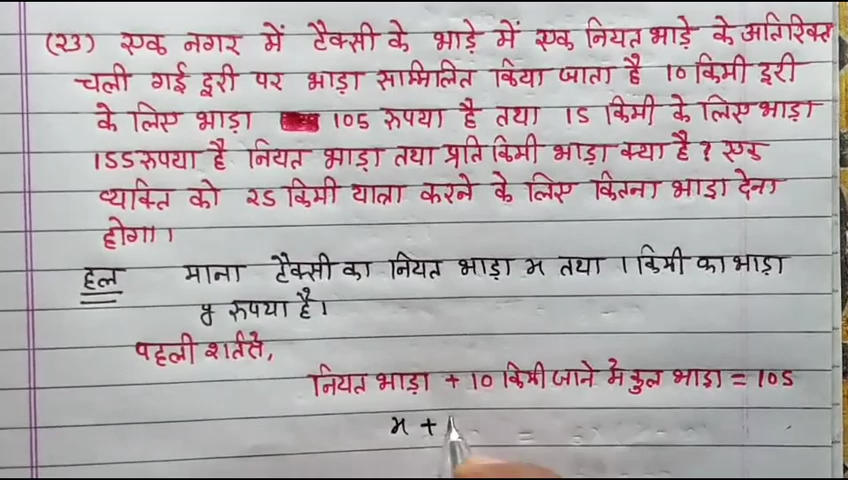 (23) एक नगर में टैक्सी के भाड़े में एक नियत भाड़े के अतिरिक्त
चली गई दूरी पर भाड़ा सम्मिलित किया जाता है 10 किमी दूरी
के लिए भाड़ा 105 रुपया है तथा 15 किमी के लिए भाड़ा
155 रुपया है नियत भाड़ा तथा प्रति किमी भाड़ा क्या है ? एक
व्यक्ति को 25 किमी यात्रा करने के लिए कितना भाड़ा देना
होगा।
हल माना टैक्सी का नियत भाड़ा x तथा 1 किमी का भाड़ा
y रुपया है।
पहली शर्त से,
नियत भाड़ा + 10 किमी जाने में कुल भाड़ा = 105
x +